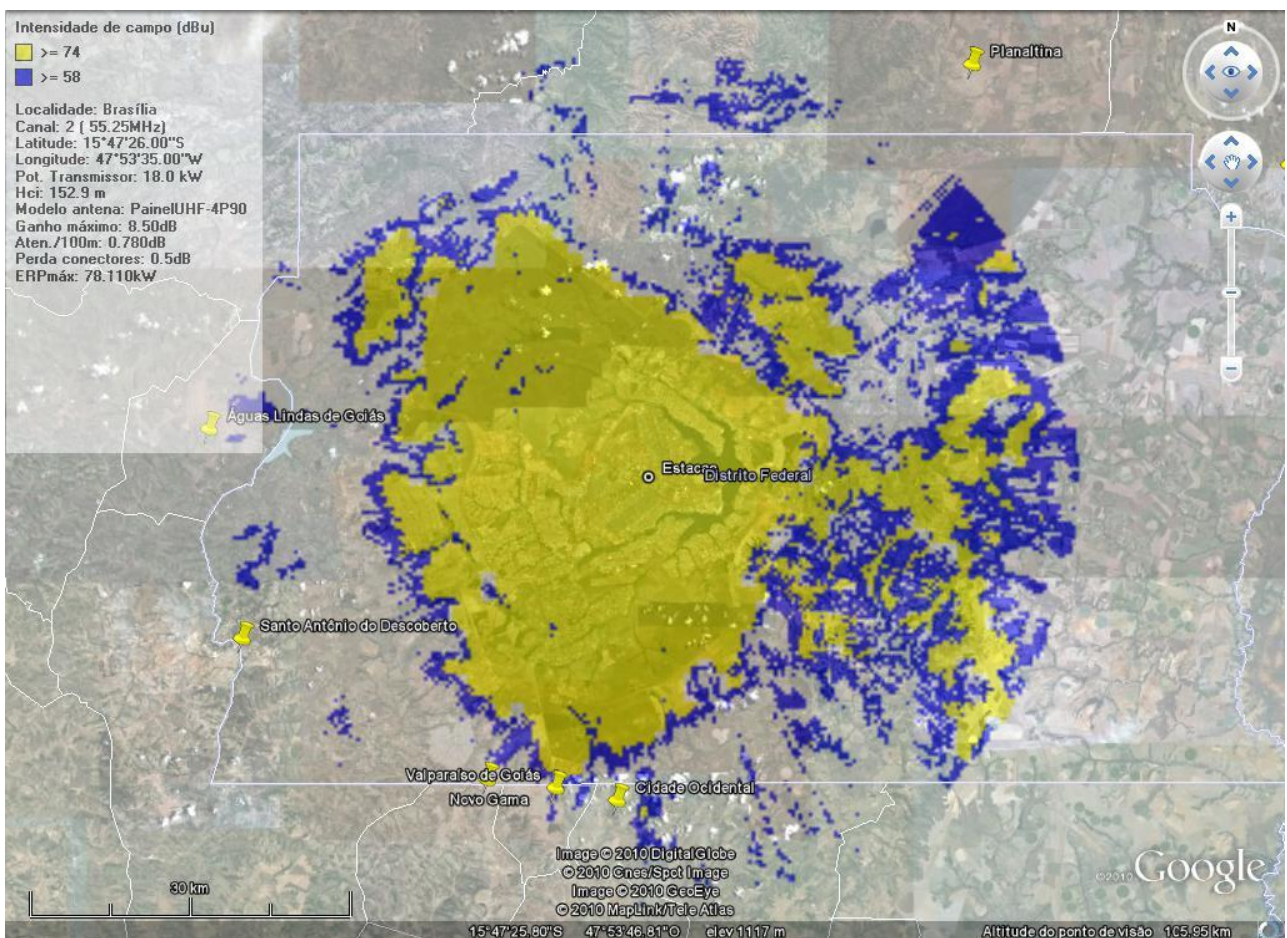 Intensidade de campo (dBu)
>= 74
>= 58
Localidade: Brasília
Canal: 2 ( 55.25MHz)
Latitude: 15°47'26.00"S
Longitude: 47°53'35.00"W
Pot. Transmissor: 18.0 kW
Hci: 152.9 m
Modelo antena: PainelUHF-4P90
Ganho máximo: 8.50dB
Aten./100m: 0.780dB
Perda conectores: 0.5dB
ERPmáx: 78.110kW
N
Planaltina
Águas Lindas de Goiás
Estacao
Distrito Federal
Santo Antônio do Descoberto
Valparaíso de Goiás
Novo Gama
Cidade Ocidental
Image © 2010 DigitalGlobe
© 2010 Cnes/Spot Image
Image © 2010 GeoEye
© 2010 MapLink/Tele Atlas
©2010 Google
30 km
15°47'25.80"S 47°53'46.81"O elev 1117 m
Altitude do ponto de visão 105.95 km